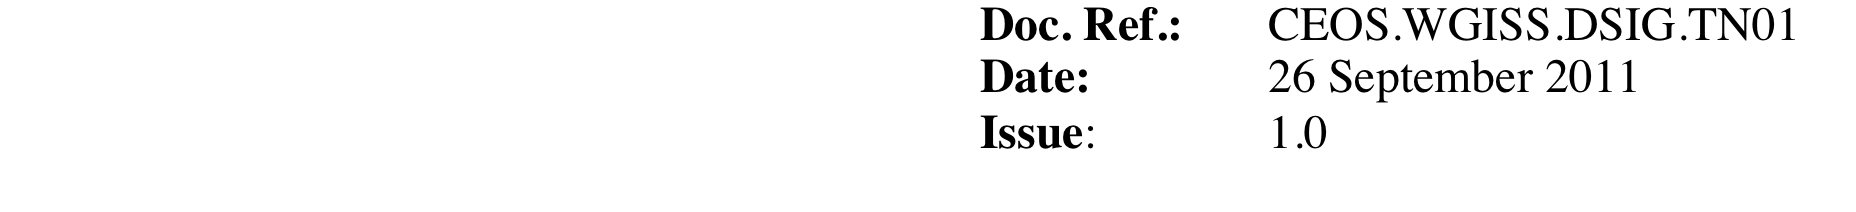 Doc. Ref.: CEOS.WGISS.DSIG.TN01
Date: 26 September 2011
Issue: 1.0